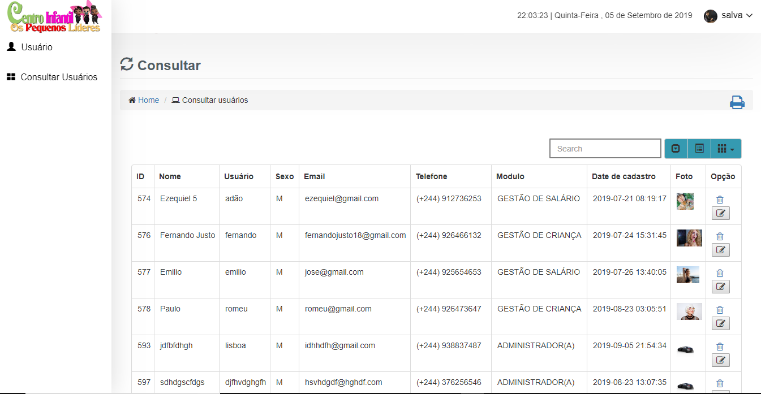 Centro Infantil
Os Pequenos Líderes
22:03:23 | Quinta-Feira , 05 de Setembro de 2019 salva
Usuário
Consultar Usuários
Consultar
Home / Consultar usuários
Search
ID Nome Usuário Sexo Email Telefone Modulo Date de cadastro Foto Opção
574 Ezequiel 5 adão M ezequiel@gmail.com (+244) 912736253 GESTÃO DE SALÁRIO 2019-07-21 08:19:17
576 Fernando Justo fernando M fernandojusto18@gmail.com (+244) 926466132 GESTÃO DE CRIANÇA 2019-07-24 15:31:45
577 Emilio emilio M jose@gmail.com (+244) 925654653 GESTÃO DE SALÁRIO 2019-07-26 13:40:05
578 Paulo romeu M romeu@gmail.com (+244) 926473647 GESTÃO DE CRIANÇA 2019-08-23 03:05:51
593 jdfbfdhgh lisboa M idhhdfh@gmail.com (+244) 938837487 ADMINISTRADOR(A) 2019-09-05 21:54:34
597 sdhdgscfdgs djfhvdghgfh M hsvhdgdf@hghdf.com (+244) 376256546 ADMINISTRADOR(A) 2019-08-23 13:07:35